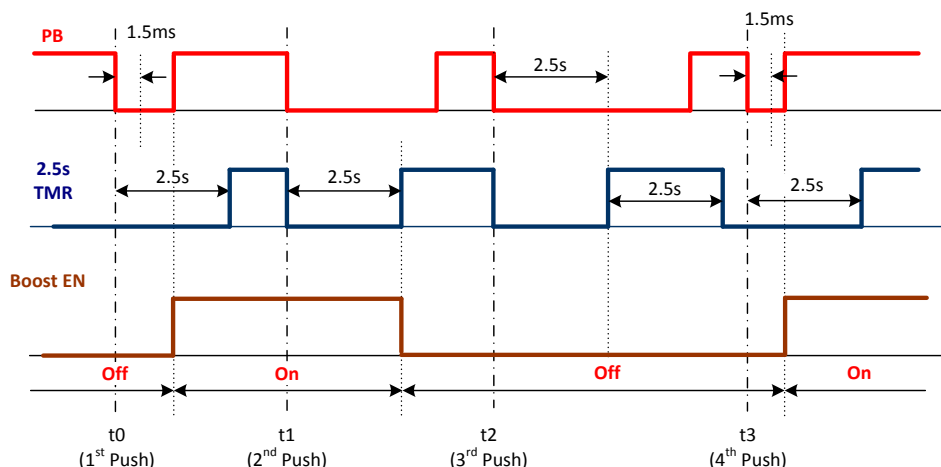 1.5ms
1.5ms
PB
2.5s
2.5s
TMR
2.5s
2.5s
2.5s
2.5s
Boost EN
Off
On
Off
On
t0
(1st Push)
t1
(2nd Push)
t2
(3rd Push)
t3
(4th Push)